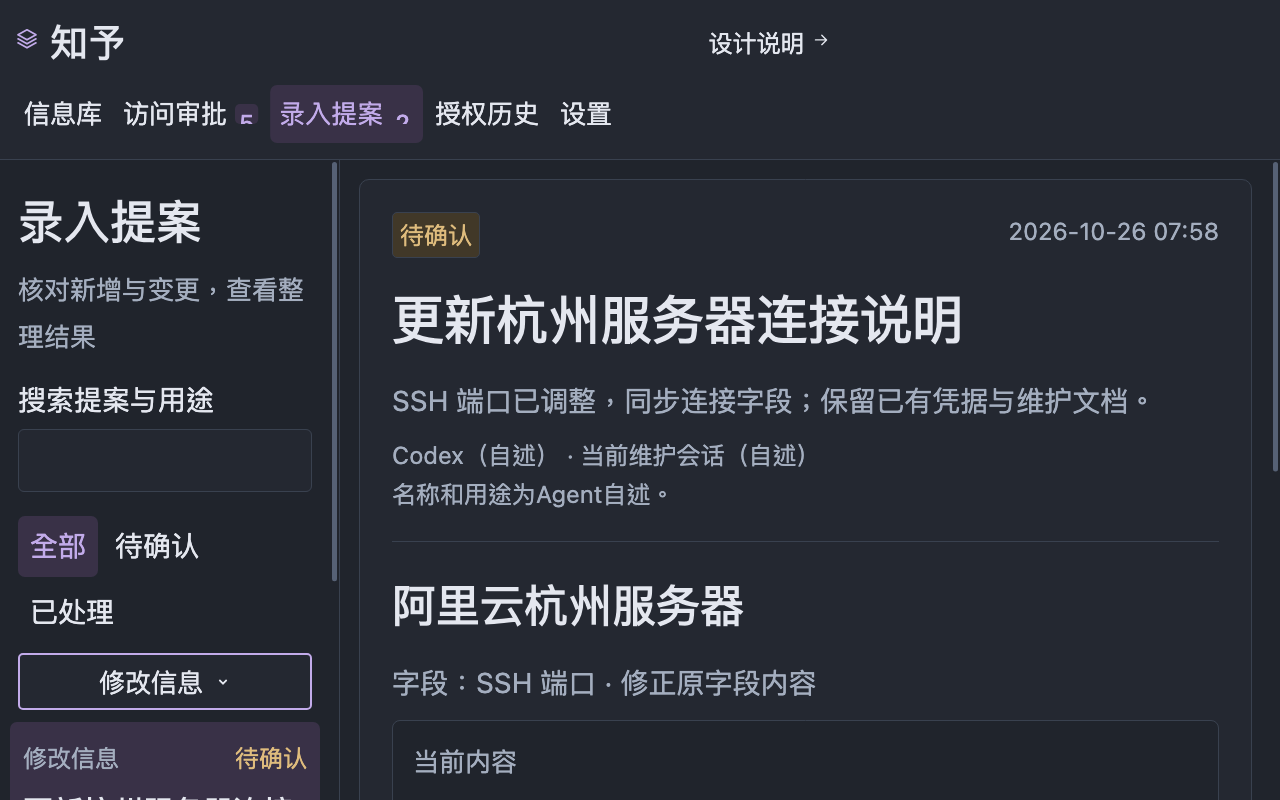 知予
设计说明 →
信息库 访问审批 录入提案 授权历史 设置
录入提案
核对新增与变更，查看整
理结果
搜索提案与用途
全部 待确认
已处理
修改信息
修改信息 待确认
待确认 2026-10-26 07:58
更新杭州服务器连接说明
SSH 端口已调整，同步连接字段；保留已有凭据与维护文档。
Codex（自述） · 当前维护会话（自述）
名称和用途为Agent自述。
阿里云杭州服务器
字段：SSH 端口 · 修正原字段内容
当前内容